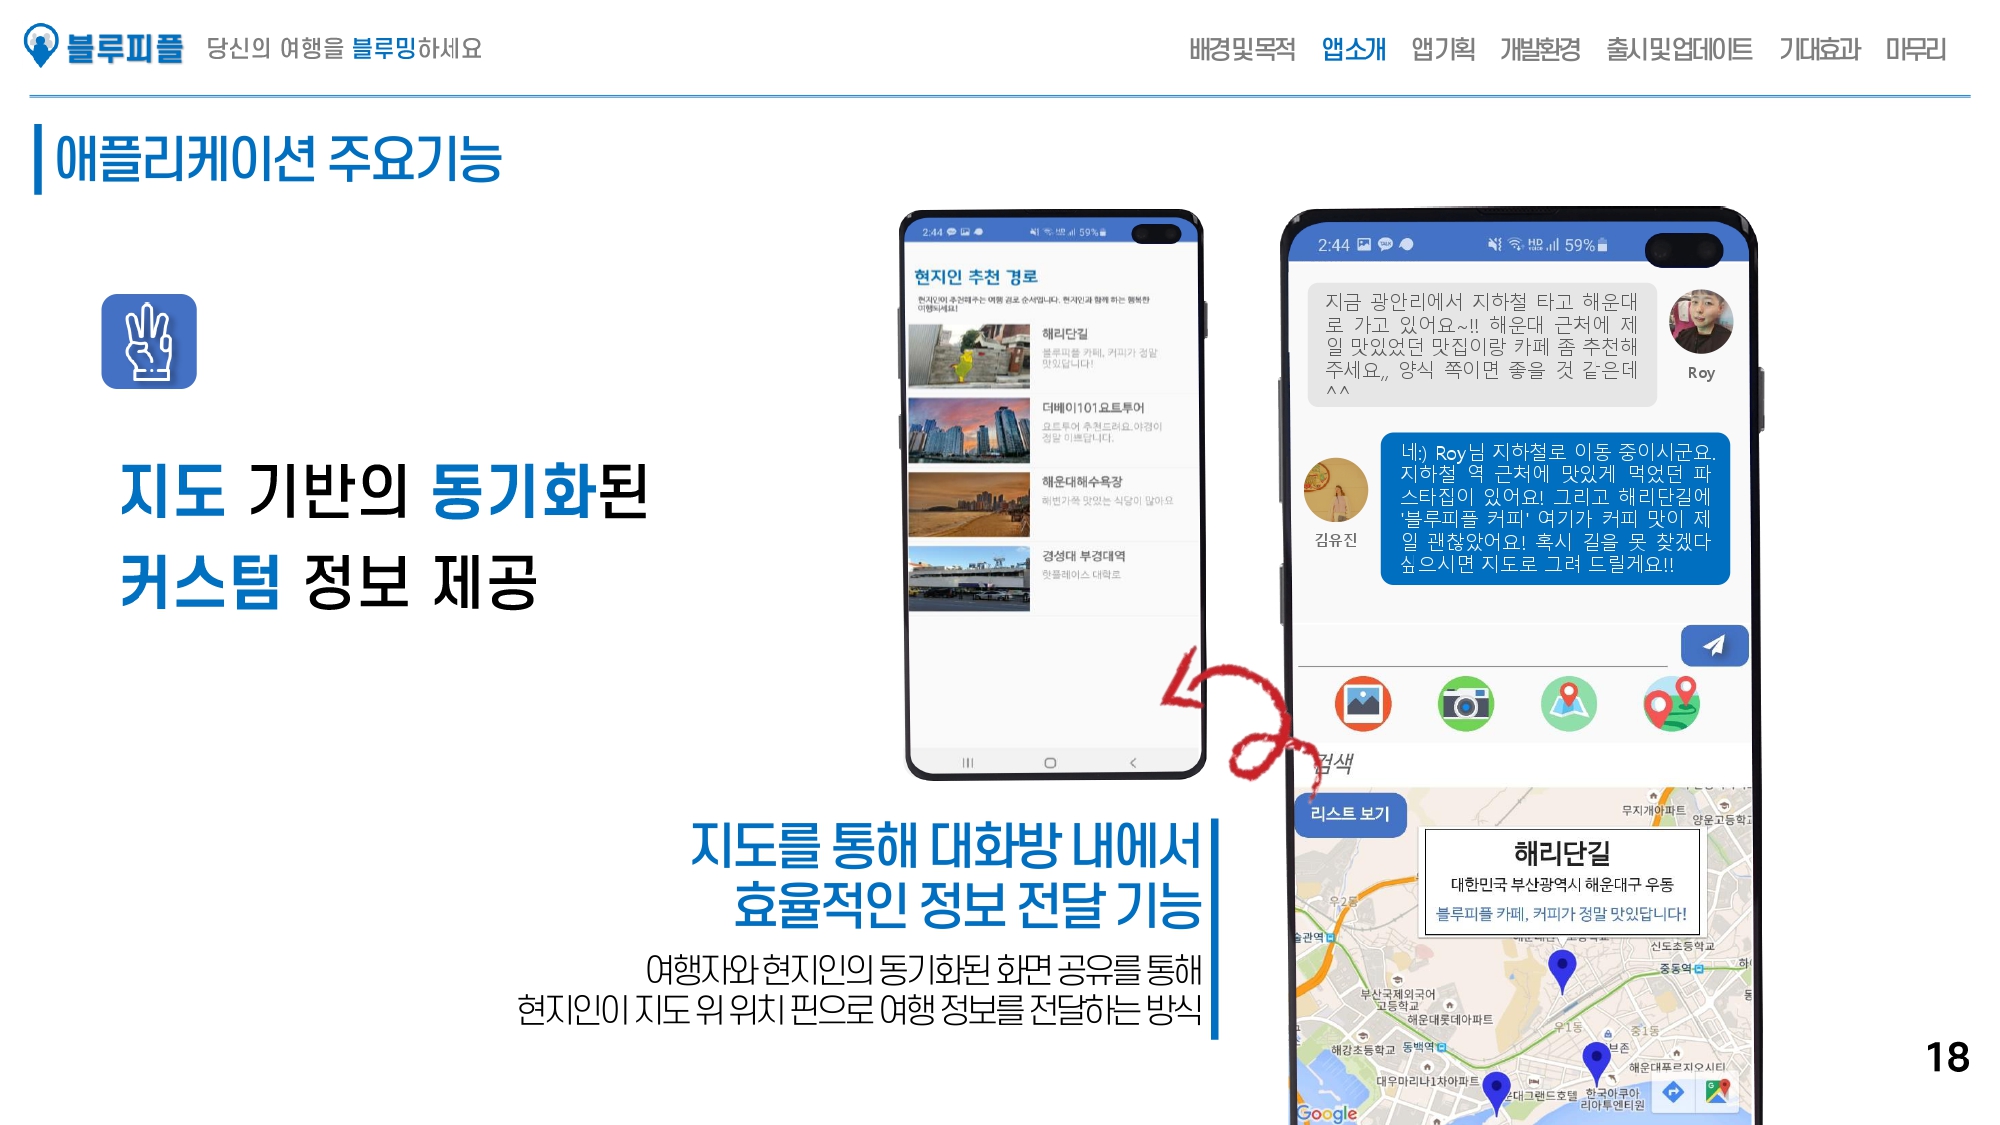 블루피플 당신의 여행을 블루밍하세요
배경및목적 앱소개 앱기획 개발환경 출시및업데이트 기대효과 마무리
애플리케이션 주요기능
지도 기반의 동기화된
커스텀 정보 제공
2:44 59%
현지인 추천 경로
현지인이 추천해주는 여행 경로 순서입니다. 현지인과 함께 하는 행복한
여행되세요!
해리단길
블루피플 카페, 커피가 정말
맛있답니다!
더베이101요트투어
요트투어 추천드려요.야경이
정말 이쁘답니다.
해운대해수욕장
해변가쪽 맛있는 식당이 많아요
경성대 부경대역
핫플레이스 대학로
지도를 통해 대화방 내에서
효율적인 정보 전달 기능
여행자와 현지인의 동기화된 화면 공유를 통해
현지인이 지도 위 위치 핀으로 여행 정보를 전달하는 방식
2:44 HD 59%
지금 광안리에서 지하철 타고 해운대
로 가고 있어요~!! 해운대 근처에 제
일 맛있었던 맛집이랑 카페 좀 추천해
주세요,, 양식 쪽이면 좋을 것 같은데
^^
Roy
네:) Roy님 지하철로 이동 중이시군요.
지하철 역 근처에 맛있게 먹었던 파
스타집이 있어요! 그리고 해리단길에
'블루피플 커피' 여기가 커피 맛이 제
일 괜찮았어요! 혹시 길을 못 찾겠다
싶으시면 지도로 그려 드릴게요!!
김유진
검색
리스트 보기
무지개아파트
양운고등학교
해리단길
대한민국 부산광역시 해운대구 우동
블루피플 카페, 커피가 정말 맛있답니다!
우2동
술관역
신도초등학교
중동역
부산국제외국어
고등학교
해운대롯데아파트
우1동
중1동
해강초등학교 동백역
브존
해운대푸르지오시티
대우마리나1차아파트
운대그랜드호텔
한국아쿠아
리아투엔티원
Google
18